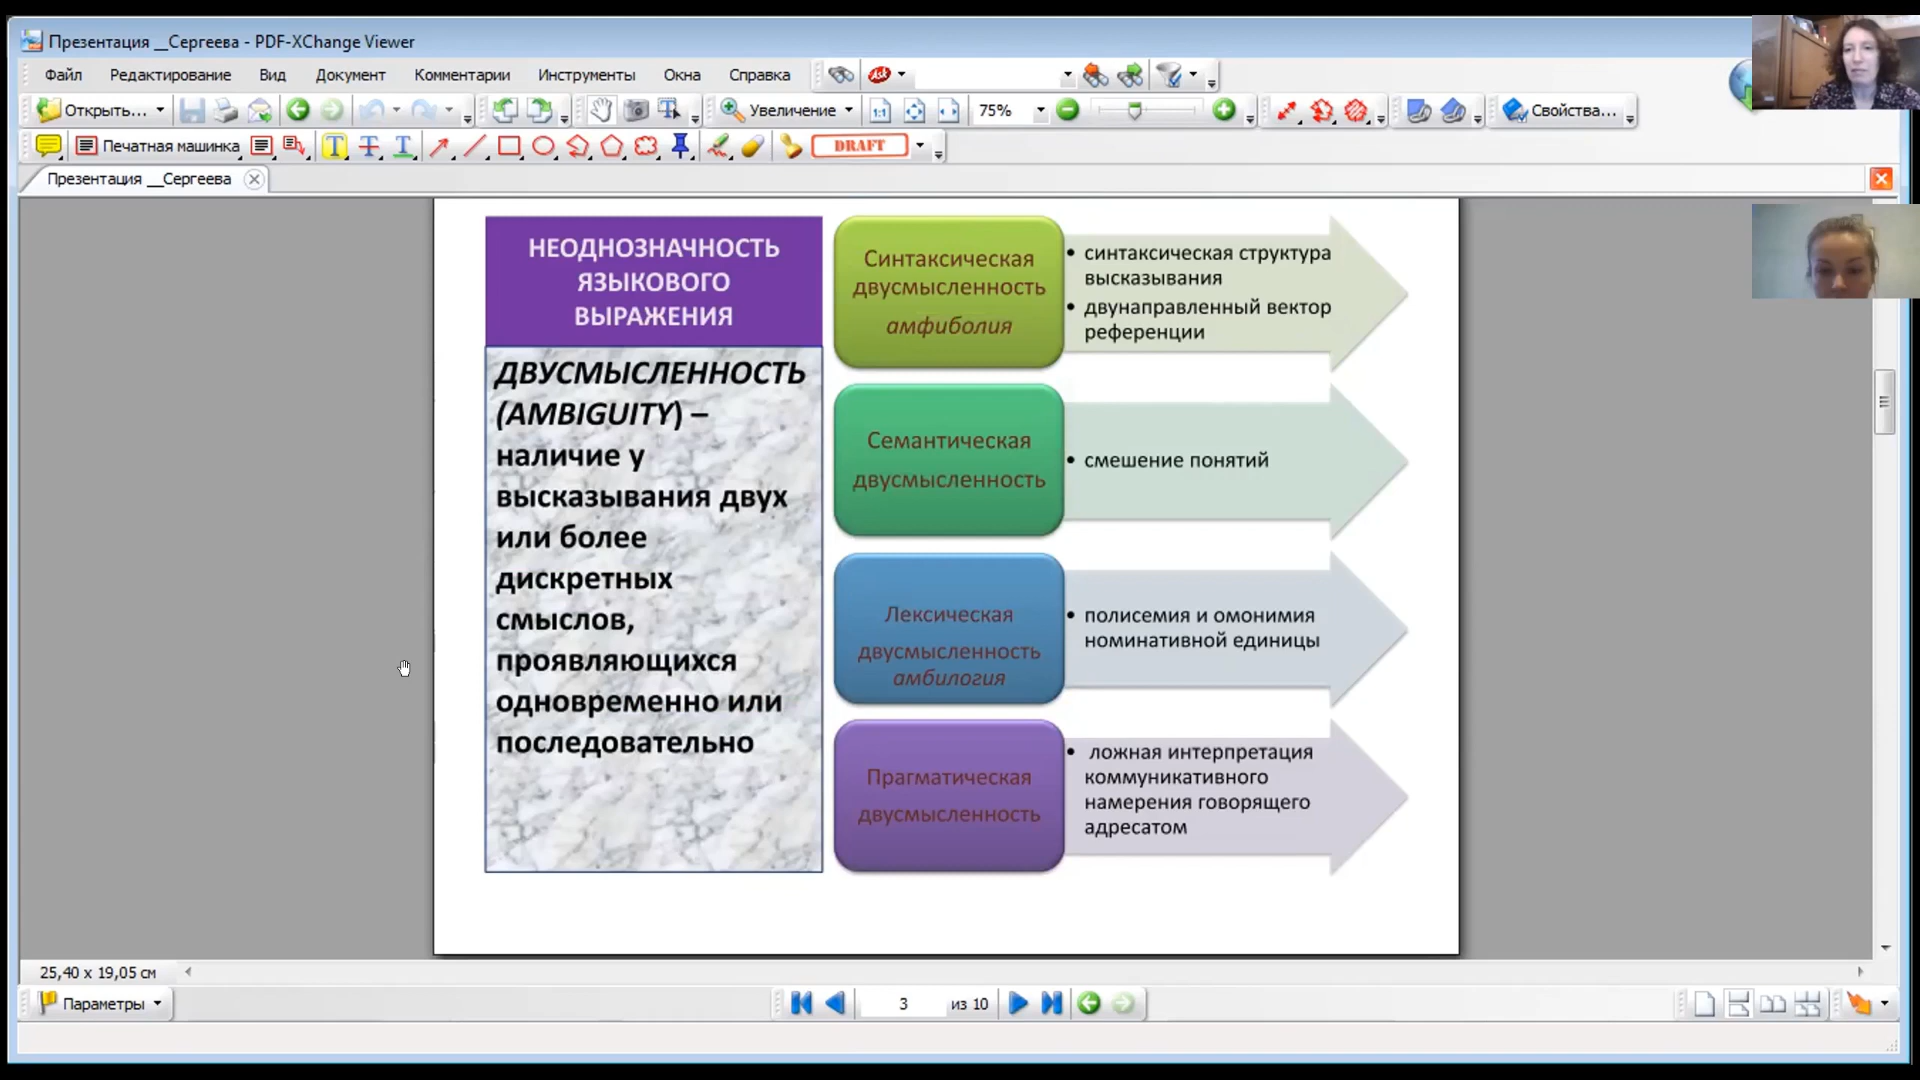 Презентация __Сергеева - PDF-XChange Viewer
Файл Редактирование Вид Документ Комментарии Инструменты Окна Справка Ask
Открыть... Увеличение 1:1 75% Свойства...
Печатная машинка T T T DRAFT
Презентация __Сергеева
НЕОДНОЗНАЧНОСТЬ
ЯЗЫКОВОГО
ВЫРАЖЕНИЯ
ДВУСМЫСЛЕННОСТЬ
(AMBIGUITY) –
наличие у
высказывания двух
или более
дискретных
смыслов,
проявляющихся
одновременно или
последовательно
Синтаксическая
двусмысленность
амфиболия
• синтаксическая структура
высказывания
• двунаправленный вектор
референции
Семантическая
двусмысленность
• смешение понятий
Лексическая
двусмысленность
амбилогия
• полисемия и омонимия
номинативной единицы
Прагматическая
двусмысленность
• ложная интерпретация
коммуникативного
намерения говорящего
адресатом
25,40 x 19,05 см
Параметры 3 из 10